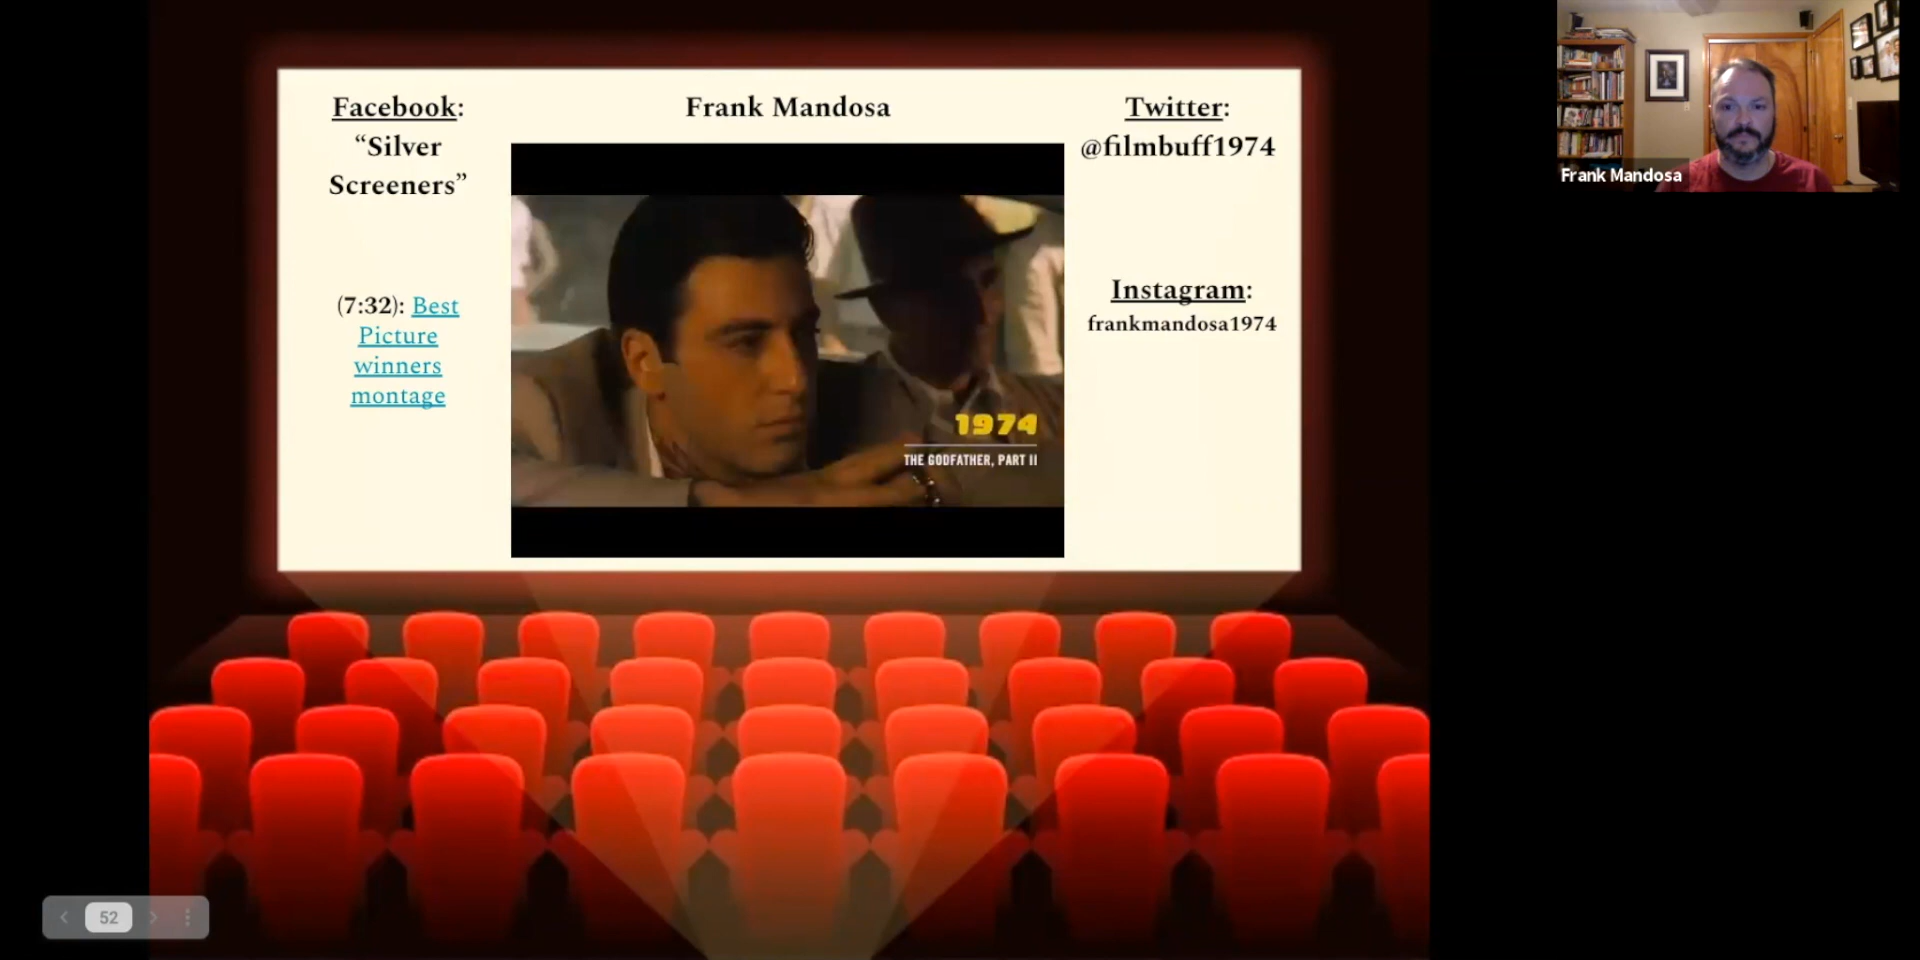 Facebook:
“Silver
Screeners”
(7:32): Best
Picture
winners
montage
Frank Mandosa
1974
THE GODFATHER, PART II
Twitter:
@filmbuff1974
Instagram:
frankmandosa1974
Frank Mandosa
52